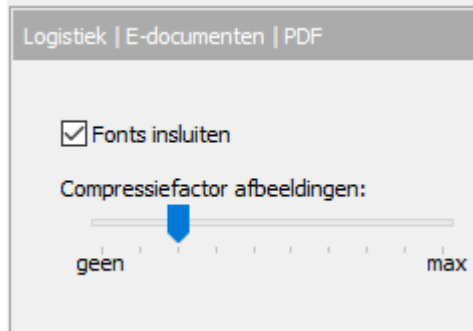 Logistiek | E-documenten | PDF
Fonts insluiten
Compressiefactor afbeeldingen:
geen max